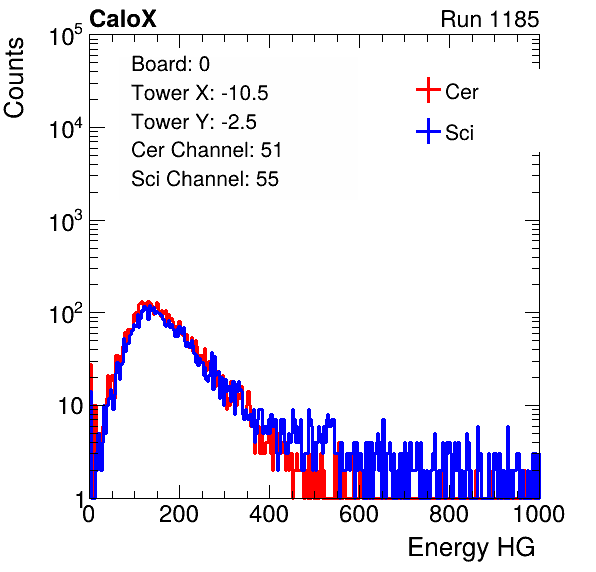 CaloX Run 1185
Counts
10^5
10^4
10^3
10^2
10
1
Board: 0
Tower X: -10.5
Tower Y: -2.5
Cer Channel: 51
Sci Channel: 55
Cer
Sci
0 200 400 600 800 1000
Energy HG